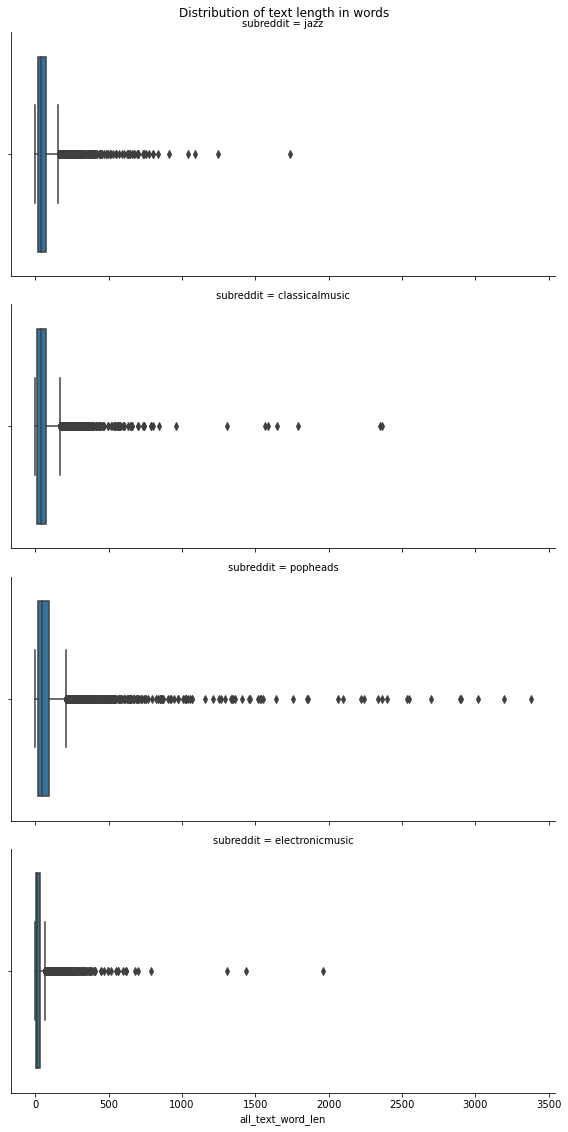 Distribution of text length in words
subreddit = jazz
subreddit = classicalmusic
subreddit = popheads
subreddit = electronicmusic
0 500 1000 1500 2000 2500 3000 3500
all_text_word_len